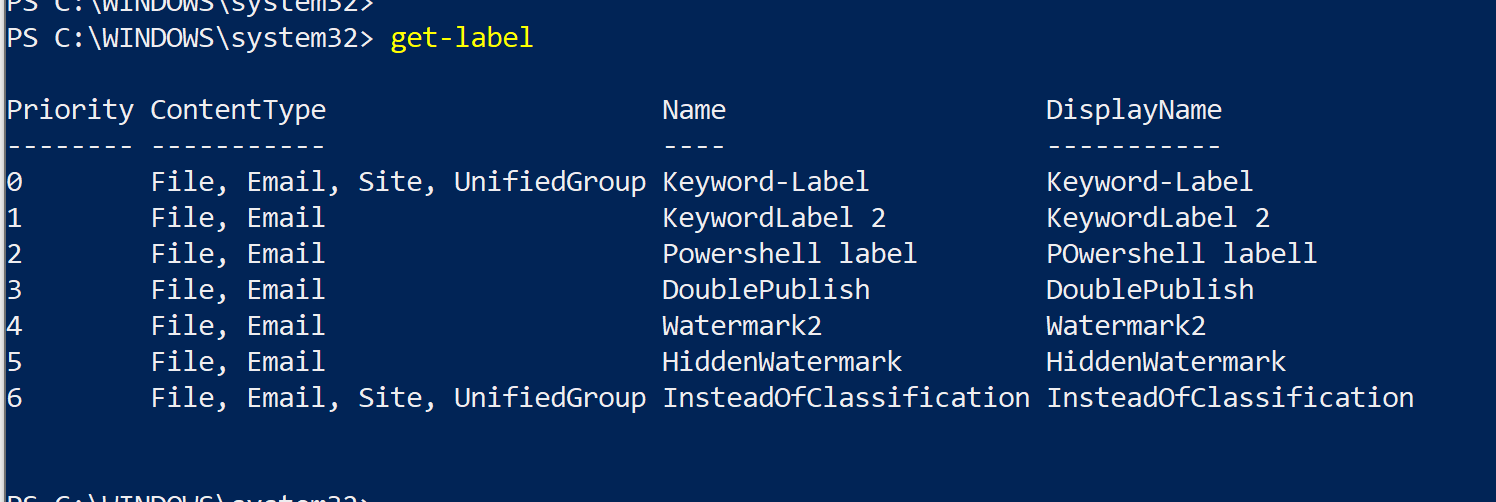 PS C:\WINDOWS\system32>
PS C:\WINDOWS\system32> get-label
Priority ContentType                      Name                    DisplayName
-------- -----------                      ----                    -----------
0        File, Email, Site, UnifiedGroup Keyword-Label           Keyword-Label
1        File, Email                     KeywordLabel 2          KeywordLabel 2
2        File, Email                     Powershell label        POwershell labell
3        File, Email                     DoublePublish           DoublePublish
4        File, Email                     Watermark2              Watermark2
5        File, Email                     HiddenWatermark         HiddenWatermark
6        File, Email, Site, UnifiedGroup InsteadOfClassification InsteadOfClassification
PS C:\WINDOWS\system32>